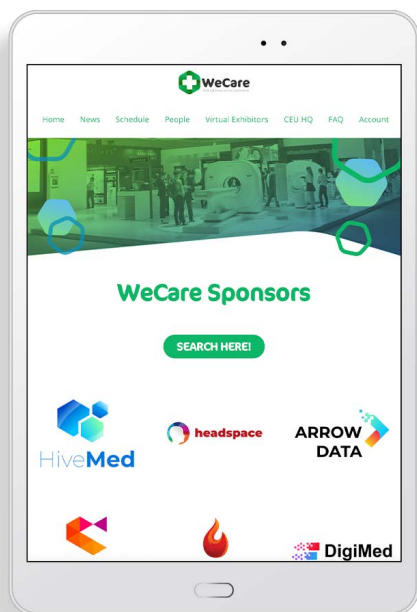 WeCare
Home News Schedule People Virtual Exhibitors CEU HQ FAQ Account
WeCare Sponsors
SEARCH HERE!
HiveMed
headspace
ARROW
DATA
DigiMed